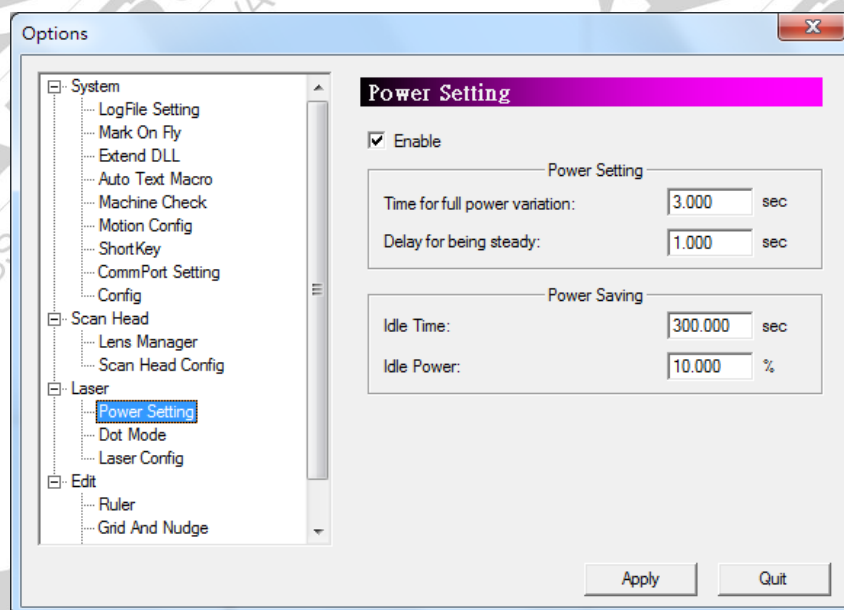 Options
System
LogFile Setting
Mark On Fly
Extend DLL
Auto Text Macro
Machine Check
Motion Config
ShortKey
CommPort Setting
Config
Scan Head
Lens Manager
Scan Head Config
Laser
Power Setting
Dot Mode
Laser Config
Edit
Ruler
Grid And Nudge
Power Setting
Enable
Power Setting
Time for full power variation: 3.000 sec
Delay for being steady: 1.000 sec
Power Saving
Idle Time: 300.000 sec
Idle Power: 10.000 %
Apply Quit